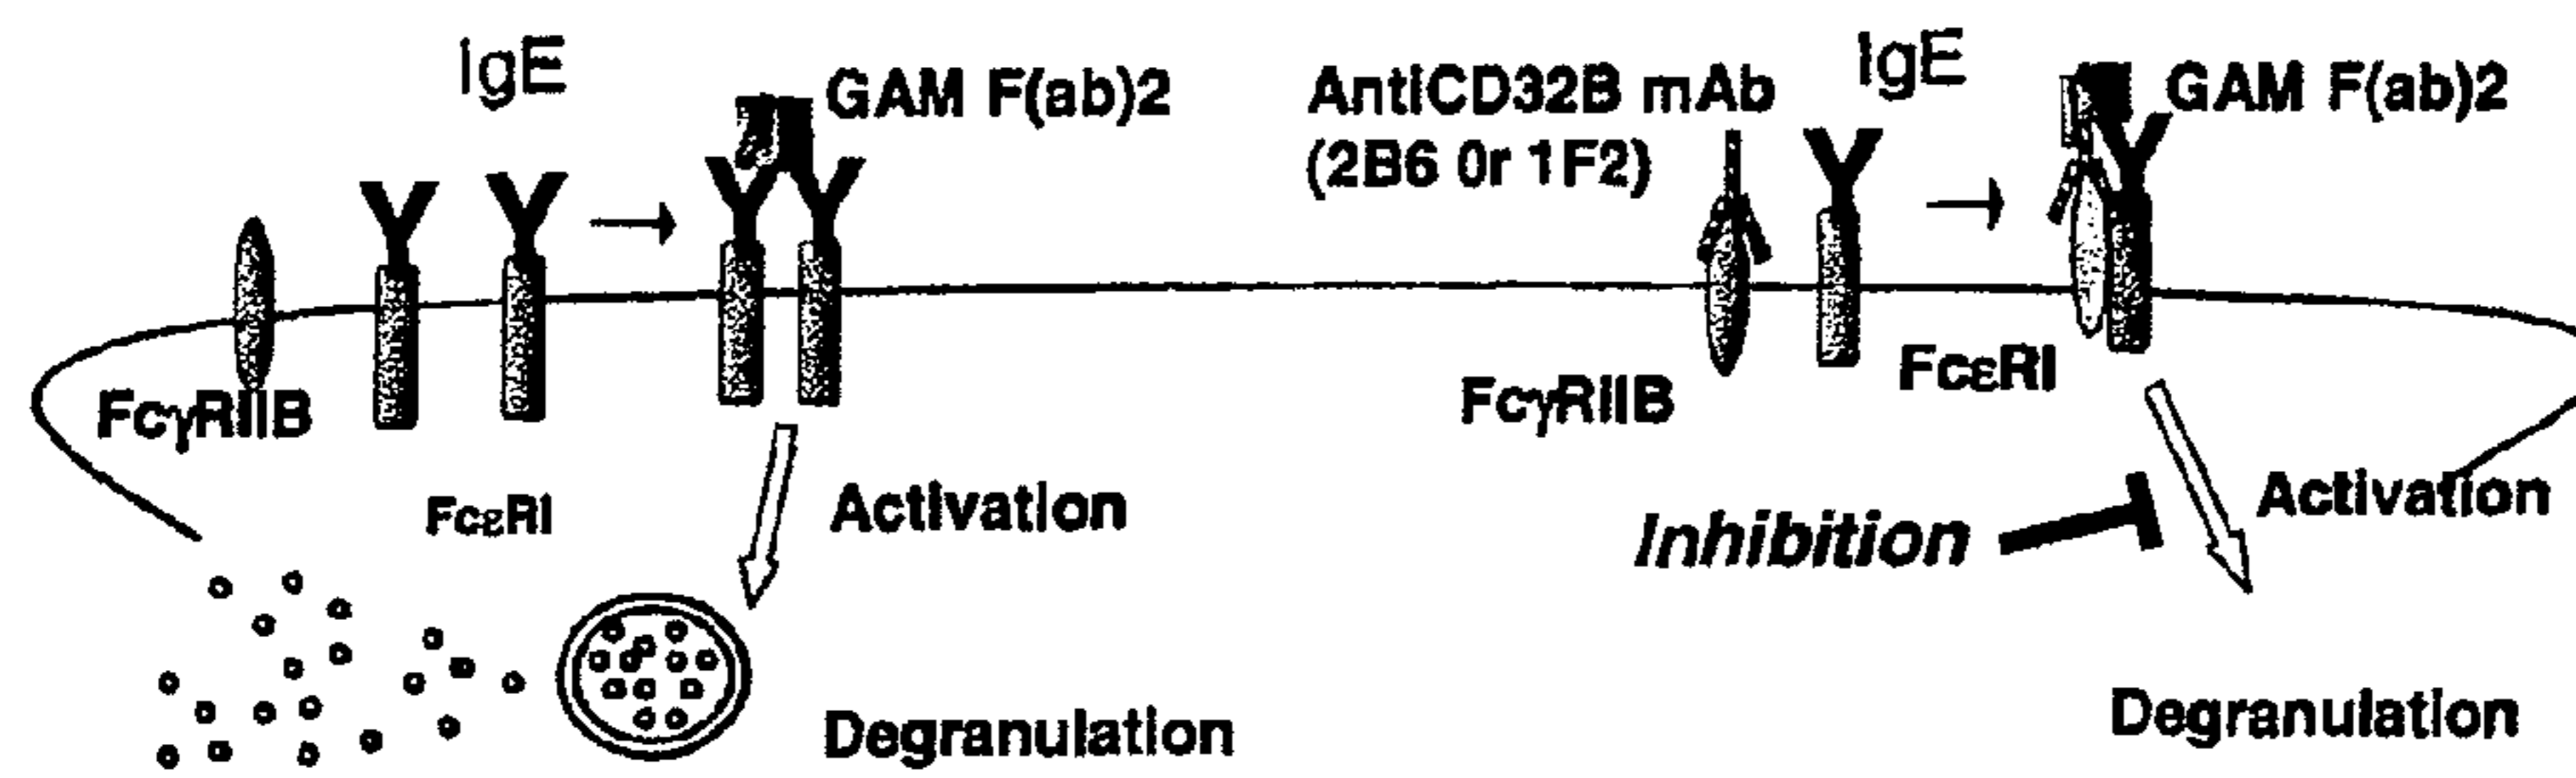 IgE
GAM F(ab)2
FcγRIIB
FcεRI
Activation
Degranulation
AntiCD32B mAb
(2B6 0r 1F2)
IgE
GAM F(ab)2
FcγRIIB
FcεRI
Inhibition
Activation
Degranulation